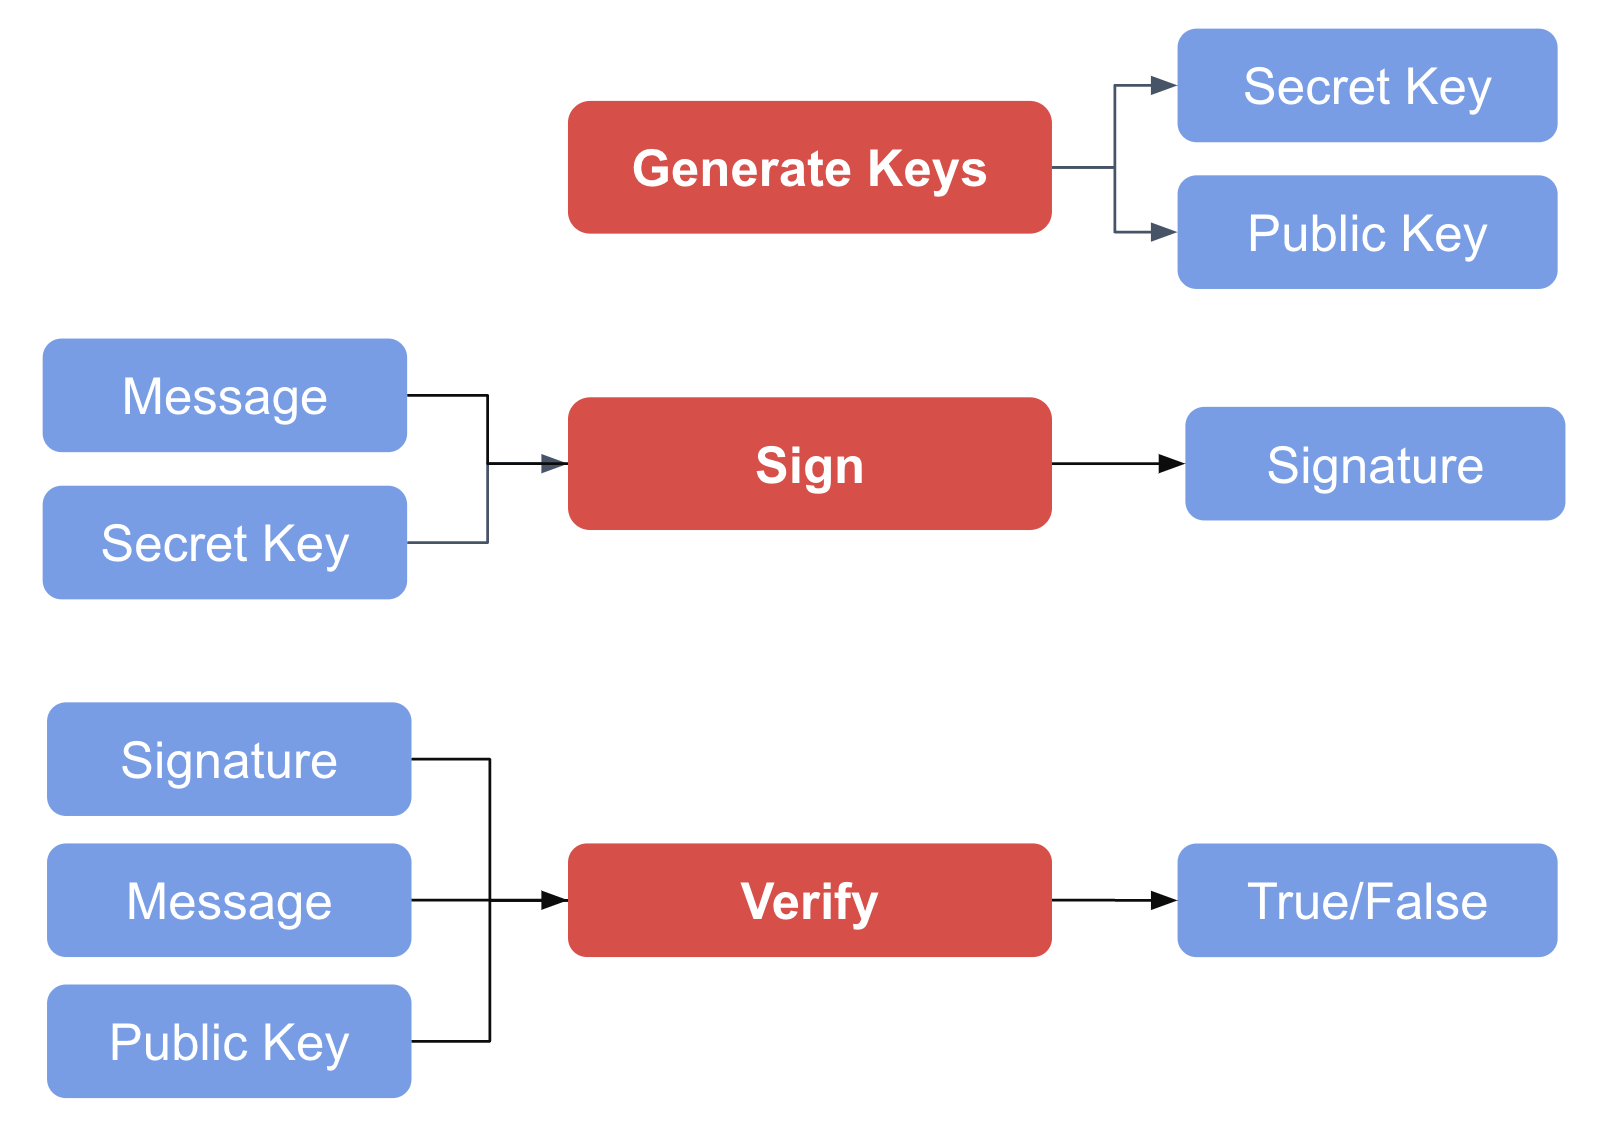 Secret Key
Generate Keys
Public Key
Message
Sign
Signature
Secret Key
Signature
Message
Verify
True/False
Public Key